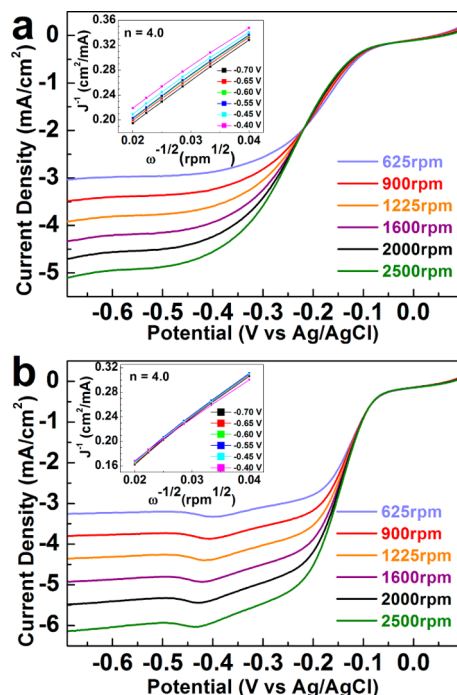 a
n = 4.0
J⁻¹ (cm²/mA)
0.36
0.32
0.28
0.24
0.20
0.02 0.03 0.04
ω⁻¹/²(rpm¹/²)
-0.70 V
-0.65 V
-0.60 V
-0.55 V
-0.45 V
-0.40 V
Current Density (mA/cm²)
0
-1
-2
-3
-4
-5
625rpm
900rpm
1225rpm
1600rpm
2000rpm
2500rpm
-0.6 -0.5 -0.4 -0.3 -0.2 -0.1 0.0
Potential (V vs Ag/AgCl)
b
n = 4.0
J⁻¹ (cm²/mA)
0.32
0.28
0.24
0.20
0.16
0.02 0.03 0.04
ω⁻¹/²(rpm¹/²)
-0.70 V
-0.65 V
-0.60 V
-0.55 V
-0.45 V
-0.40 V
Current Density (mA/cm²)
0
-1
-2
-3
-4
-5
-6
625rpm
900rpm
1225rpm
1600rpm
2000rpm
2500rpm
-0.6 -0.5 -0.4 -0.3 -0.2 -0.1 0.0
Potential (V vs Ag/AgCl)